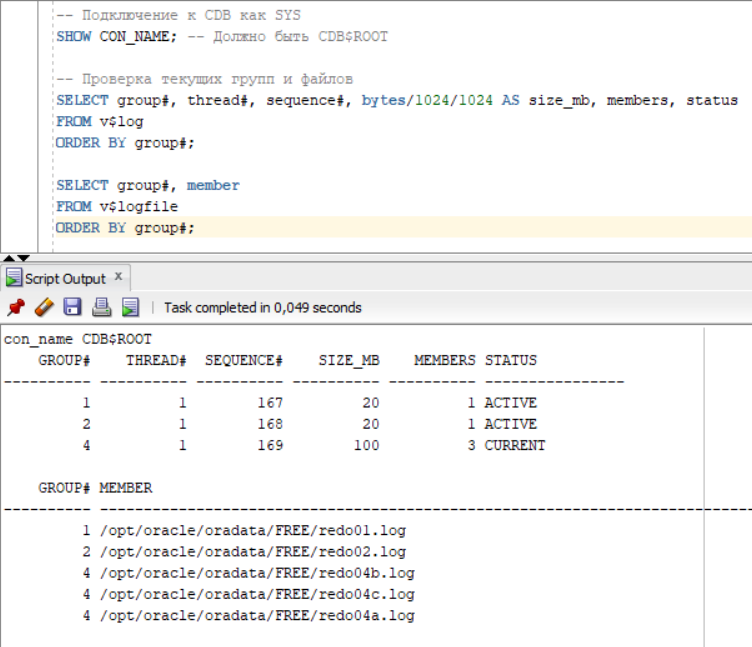 -- Подключение к CDB как SYS
SHOW CON_NAME; -- Должно быть CDB$ROOT
-- Проверка текущих групп и файлов
SELECT group#, thread#, sequence#, bytes/1024/1024 AS size_mb, members, status
FROM v$log
ORDER BY group#;
SELECT group#, member
FROM v$logfile
ORDER BY group#;
Script Output x
Task completed in 0,049 seconds
con_name CDB$ROOT
    GROUP#    THREAD#  SEQUENCE#    SIZE_MB    MEMBERS STATUS
---------- ---------- ---------- ---------- ---------- ----------------
         1          1        167         20          1 ACTIVE
         2          1        168         20          1 ACTIVE
         4          1        169        100          3 CURRENT
    GROUP# MEMBER
---------- --------------------------------------------------------------------------------
         1 /opt/oracle/oradata/FREE/redo01.log
         2 /opt/oracle/oradata/FREE/redo02.log
         4 /opt/oracle/oradata/FREE/redo04b.log
         4 /opt/oracle/oradata/FREE/redo04c.log
         4 /opt/oracle/oradata/FREE/redo04a.log